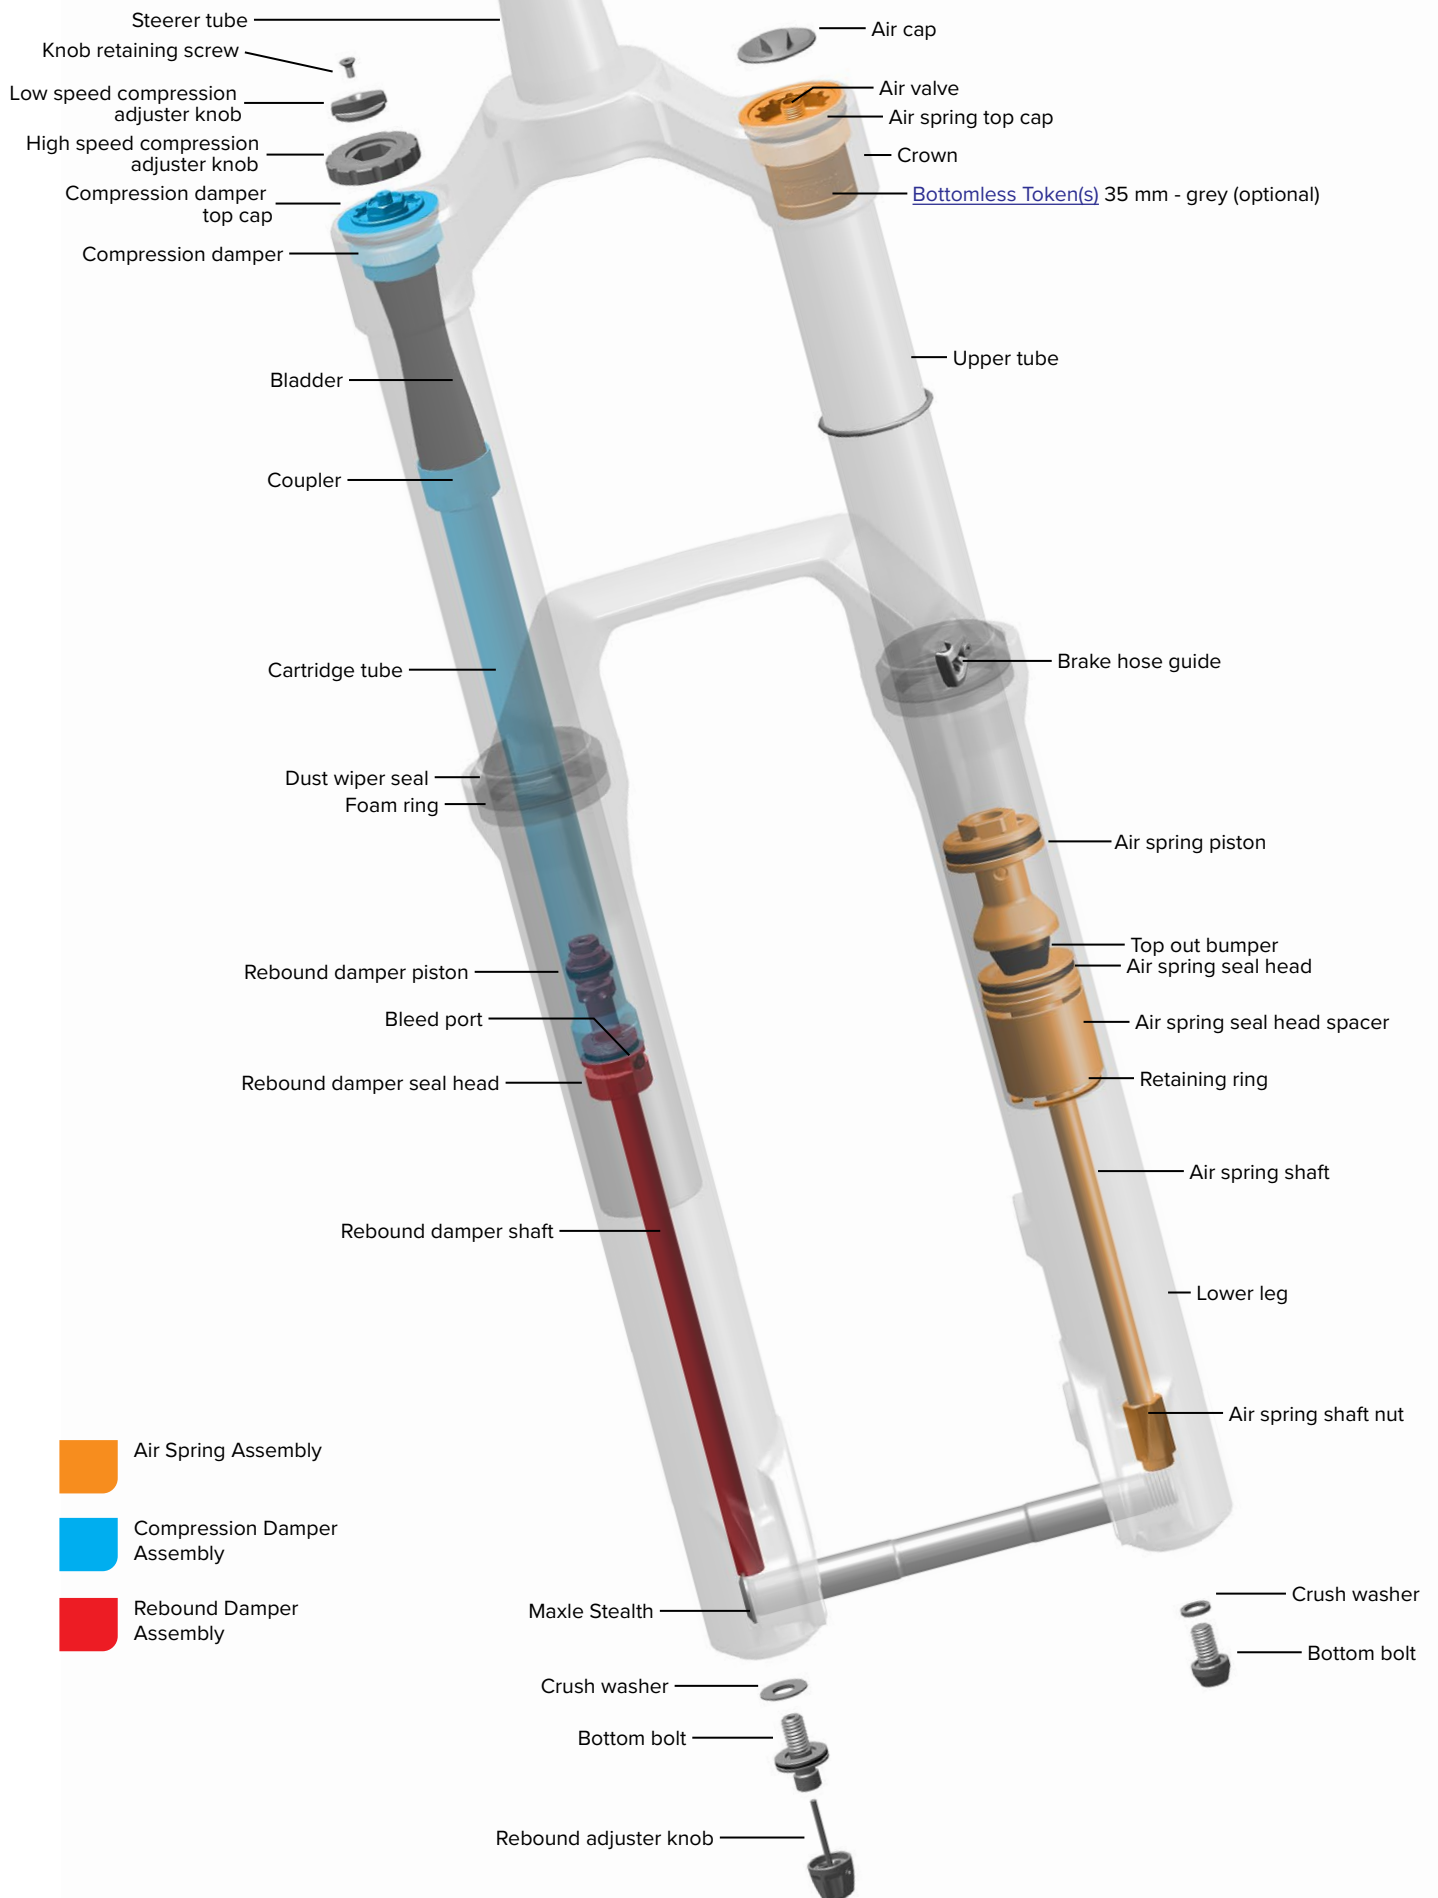 Steerer tube
Knob retaining screw
Low speed compression
adjuster knob
High speed compression
adjuster knob
Compression damper
top cap
Compression damper
Bladder
Coupler
Cartridge tube
Dust wiper seal
Foam ring
Rebound damper piston
Bleed port
Rebound damper seal head
Rebound damper shaft
Air cap
Air valve
Air spring top cap
Crown
Bottomless Token(s) 35 mm - grey (optional)
Upper tube
Brake hose guide
Air spring piston
Top out bumper
Air spring seal head
Air spring seal head spacer
Retaining ring
Air spring shaft
Lower leg
Air spring shaft nut
Air Spring Assembly
Compression Damper
Assembly
Rebound Damper
Assembly
Maxle Stealth
Crush washer
Bottom bolt
Rebound adjuster knob
Crush washer
Bottom bolt